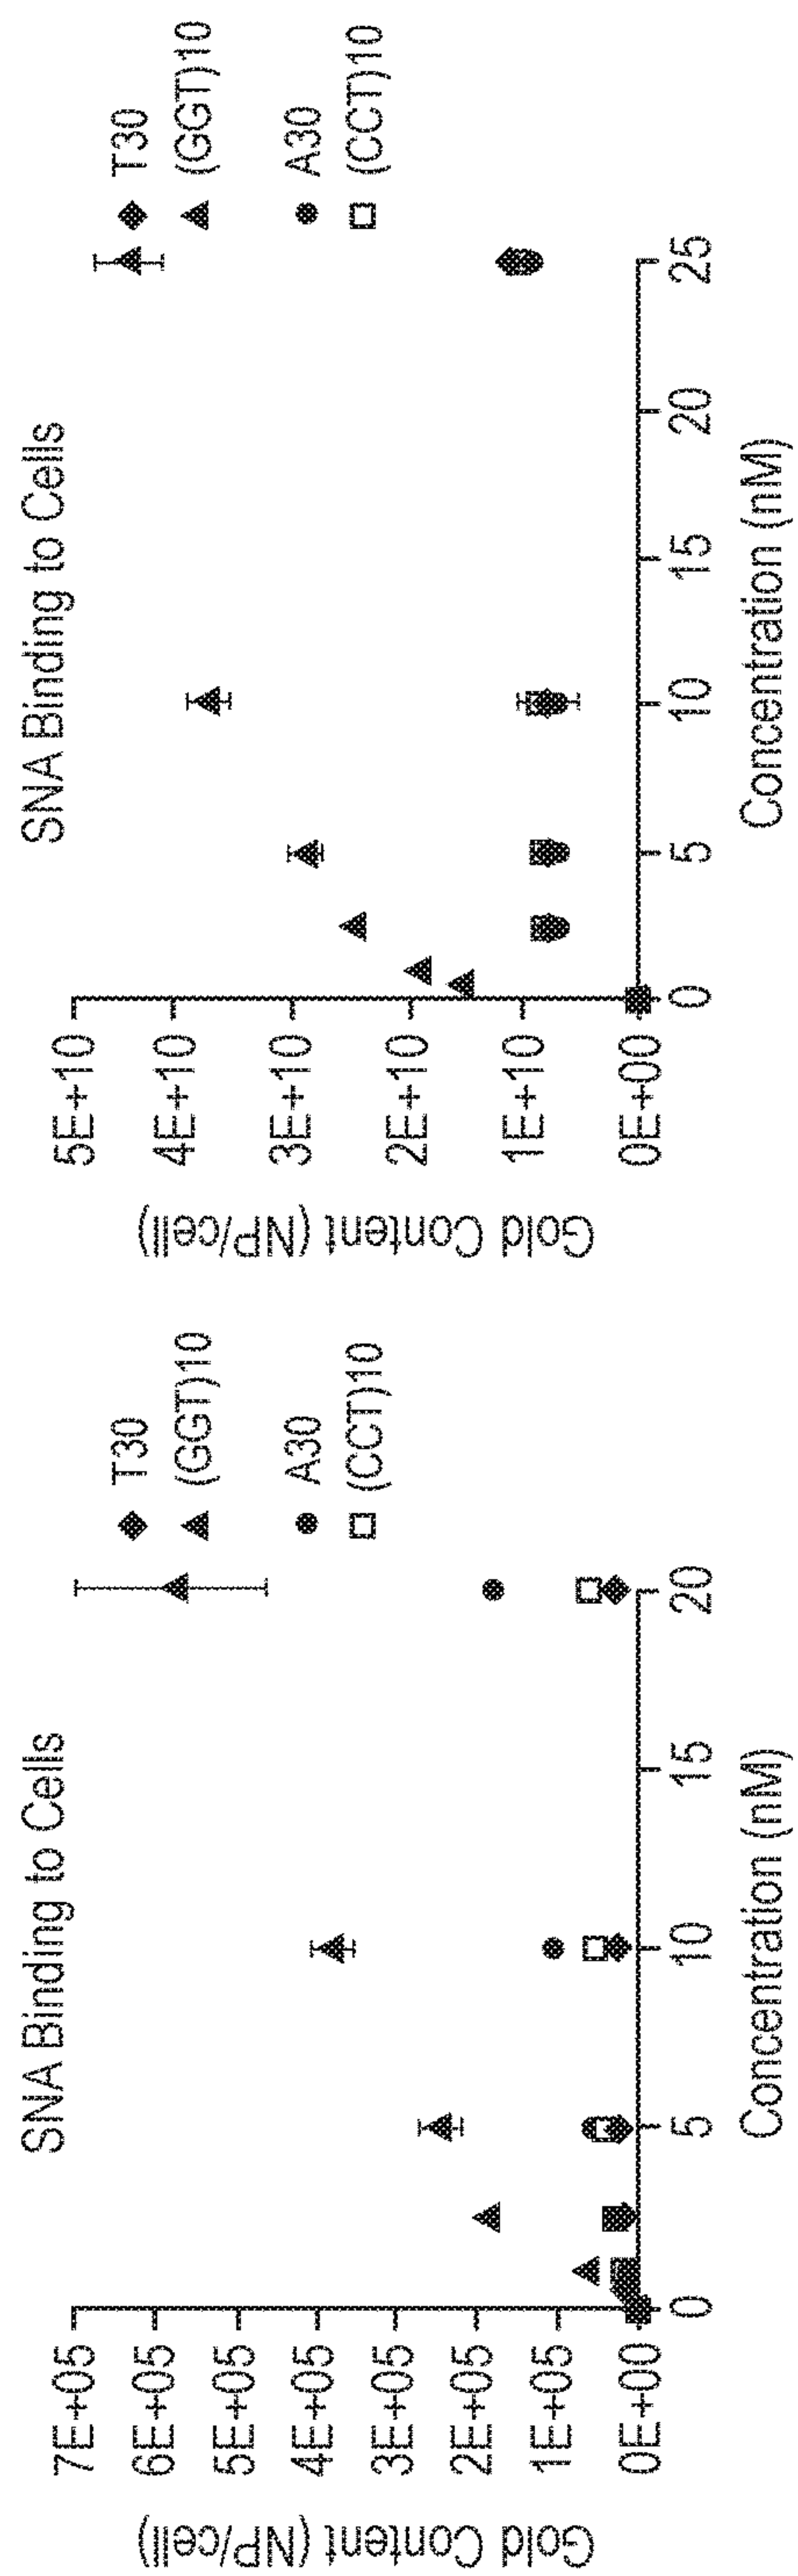 SNA Binding to Cells
Gold Content (NP/cell)
7E+05
6E+05
5E+05
4E+05
3E+05
2E+05
1E+05
0E+00
0
5
10
15
20
Concentration (nM)
T30
(GGT)10
A30
(CCT)10
SNA Binding to Cells
Gold Content (NP/cell)
5E+10
4E+10
3E+10
2E+10
1E+10
0E+00
0
5
10
15
20
25
Concentration (nM)
T30
(GGT)10
A30
(CCT)10